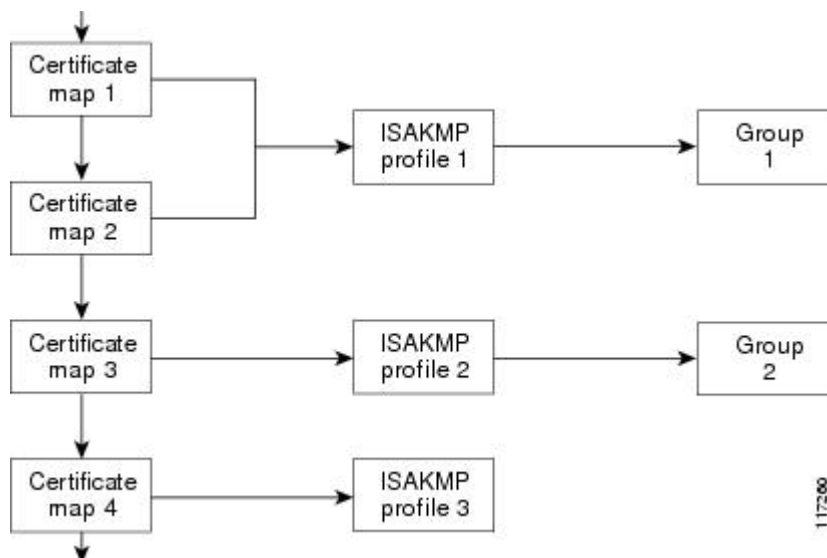 Certificate
map 1
ISAKMP
profile 1
Group
1
Certificate
map 2
Certificate
map 3
ISAKMP
profile 2
Group
2
Certificate
map 4
ISAKMP
profile 3
117269